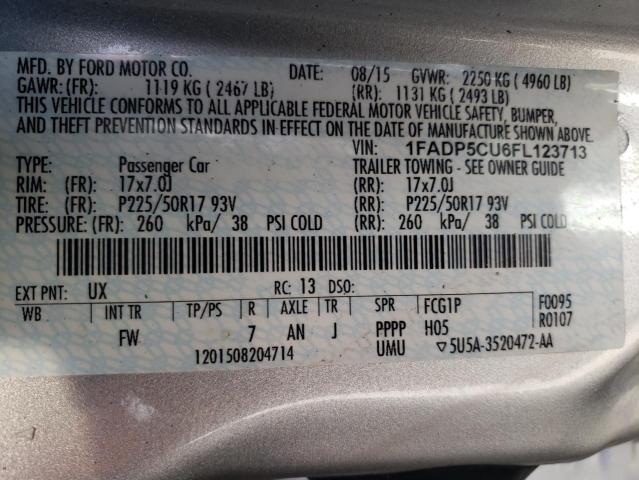 MFD. BY FORD MOTOR CO. DATE: 08/15 GVWR: 2250 KG ( 4960 LB)
GAWR: (FR): 1119 KG ( 2467 LB) (RR): 1131 KG ( 2493 LB)
THIS VEHICLE CONFORMS TO ALL APPLICABLE FEDERAL MOTOR VEHICLE SAFETY, BUMPER,
AND THEFT PREVENTION STANDARDS IN EFFECT ON THE DATE OF MANUFACTURE SHOWN ABOVE.
VIN: 1FADP5CU6FL123713
TYPE: Passenger Car TRAILER TOWING - SEE OWNER GUIDE
RIM: (FR): 17x7.0J (RR): 17x7.0J
TIRE: (FR): P225/50R17 93V (RR): P225/50R17 93V
PRESSURE: (FR): 260 kPa/ 38 PSI COLD (RR): 260 kPa/ 38 PSI COLD
EXT PNT: UX RC: 13 DSO:
WB INT TR TP/PS R AXLE TR SPR FCG1P F0095
FW 7 AN J PPPP H05 R0107
1201508204714 UMU ▽5U5A-3520472-AA